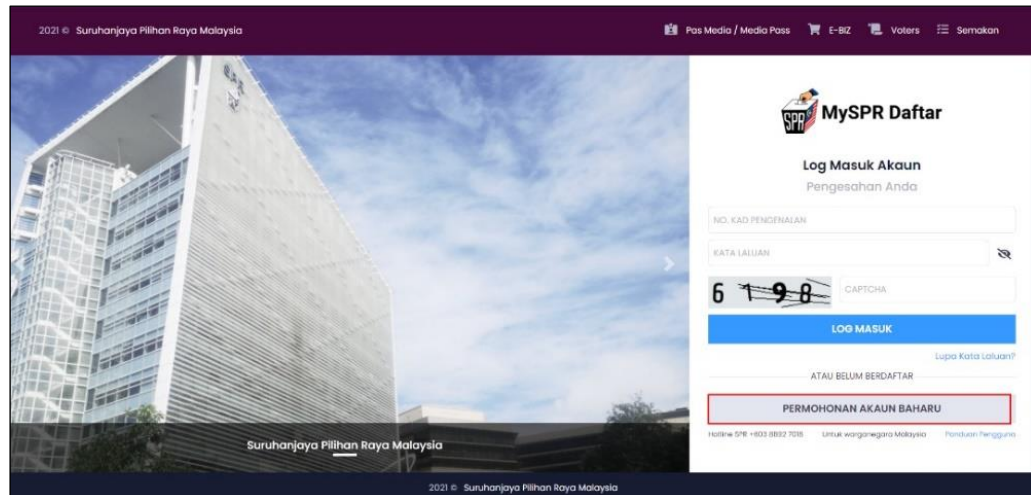 2021 © Suruhanjaya Pilihan Raya Malaysia
Pas Media / Media Pass E-BIZ Voters Semakan
SPR
MySPR Daftar
Log Masuk Akaun
Pengesahan Anda
NO. KAD PENGENALAN
KATA LALUAN
6 1 9 8 CAPTCHA
LOG MASUK
Lupa Kata Laluan?
ATAU BELUM BERDAFTAR
PERMOHONAN AKAUN BAHARU
Hotline SPR +603 8892 7018 Untuk warganegara Malaysia Panduan Pengguna
S.P.R
Suruhanjaya Pilihan Raya Malaysia
2021 © Suruhanjaya Pilihan Raya Malaysia